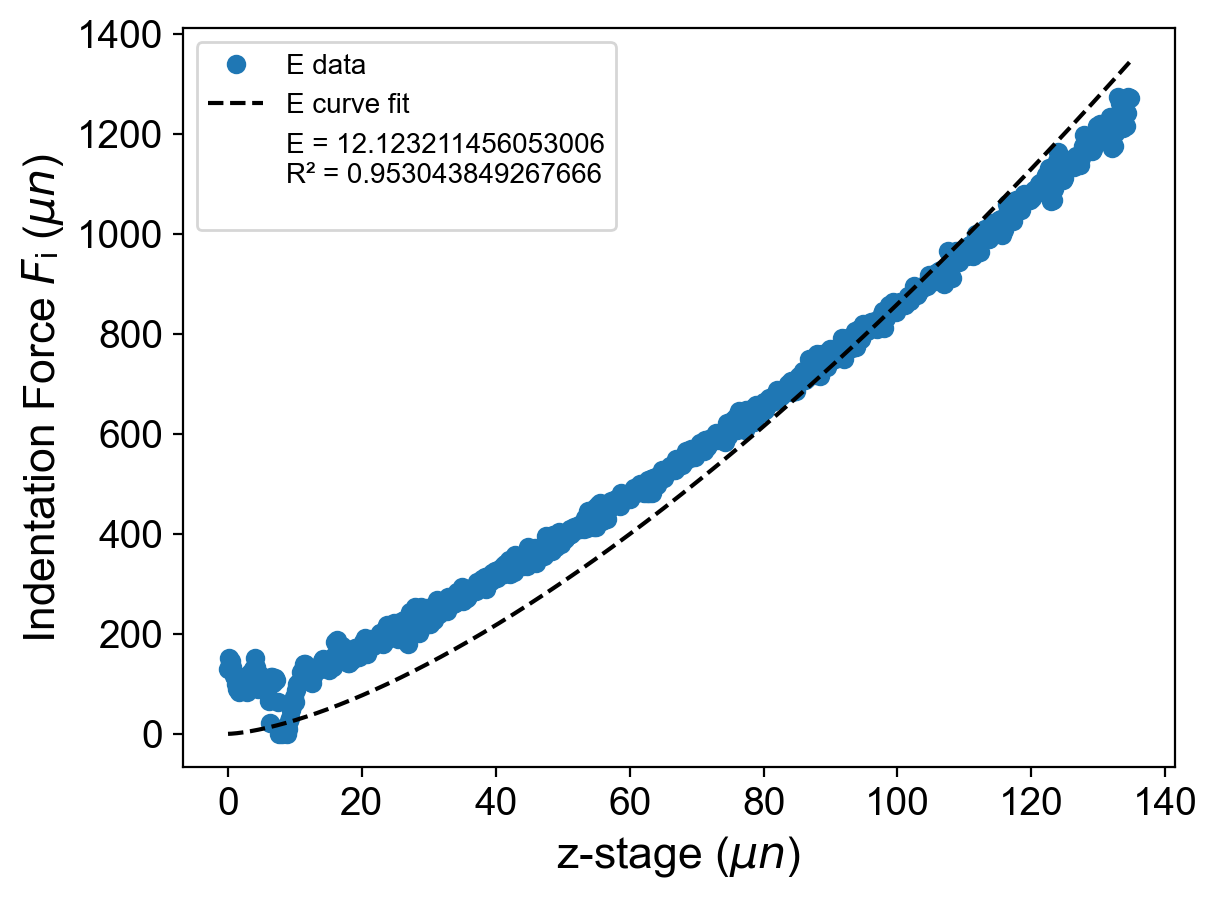 1400
1200
1000
800
600
400
200
0
Indentation Force Fi (μn)
E data
E curve fit
E = 12.123211456053006
R² = 0.953043849267666
0 20 40 60 80 100 120 140
z-stage (μn)